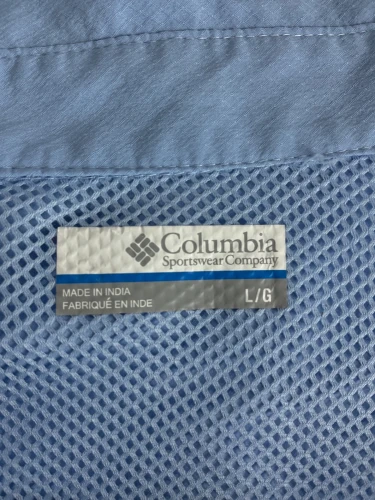 Columbia
Sportswear Company
MADE IN INDIA
FABRIQUÉ EN INDE
L/G